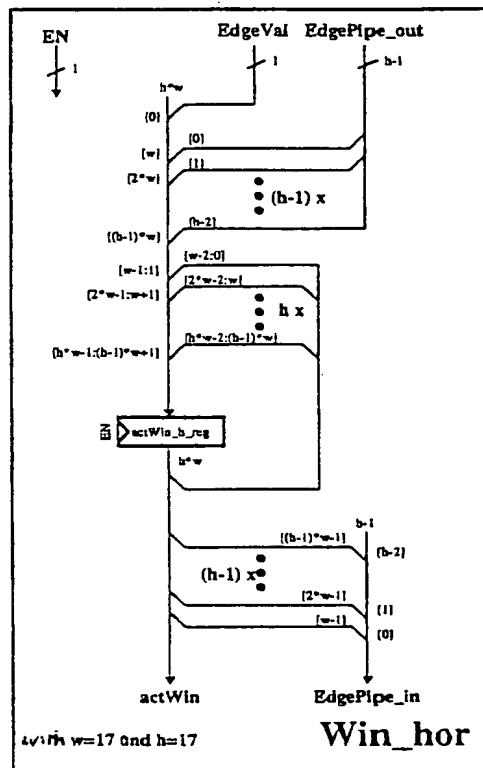 EN
EdgeVal
EdgePipe_out
1
1
h-1
h*w
[0]
[0]
[w]
[1]
[2*w]
(h-1) x
[h-2]
[(h-1)*w]
[w-2:0]
[w-1:1]
[2*w-2:w]
[2*w-1:w+1]
h x
[h*w-2:(h-1)*w]
[h*w-1:(h-1)*w+1]
EN
actWin_h_reg
h*w
h-1
[(h-1)*w-1]
[h-2]
(h-1) x
[2*w-1]
[1]
[w-1]
[0]
actWin
EdgePipe_in
with w=17 and h=17
Win_hor